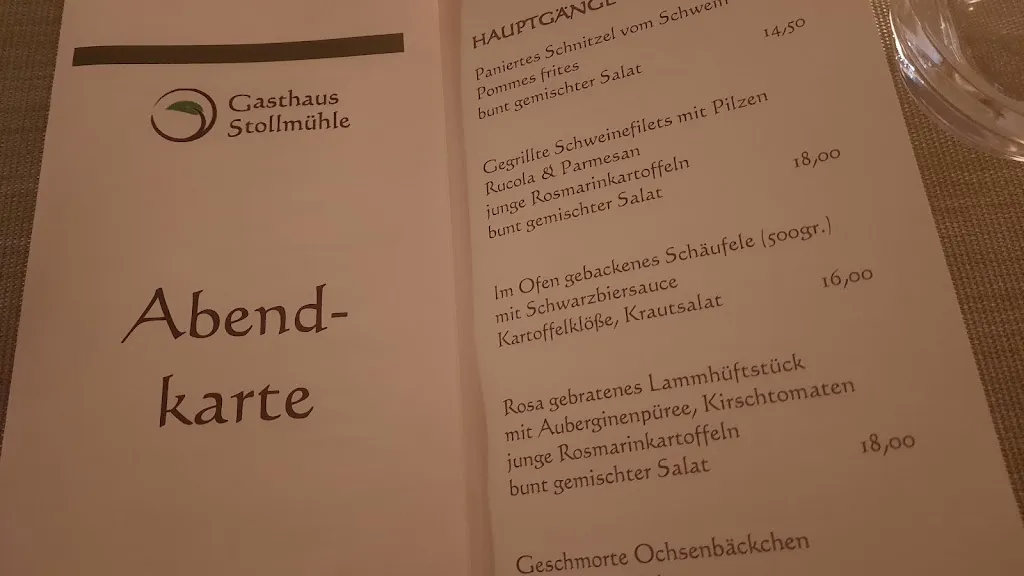 Gasthaus
Stollmühle
Abend-
karte
HAUPTGÄNGE
Paniertes Schnitzel vom Schwein
Pommes frites
bunt gemischter Salat
14,50
Gegrillte Schweinefilets mit Pilzen
Rucola & Parmesan
junge Rosmarinkartoffeln
bunt gemischter Salat
18,00
Im Ofen gebackenes Schäufele (500gr.)
mit Schwarzbiersauce
Kartoffelklöße, Krautsalat
16,00
Rosa gebratenes Lammhüftstück
mit Auberginenpüree, Kirschtomaten
junge Rosmarinkartoffeln
bunt gemischter Salat
18,00
Geschmorte Ochsenbäckchen